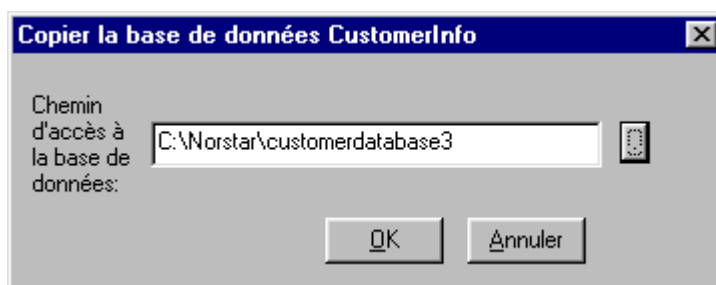 Copier la base de données CustomerInfo
Chemin
d'accès à
la base de
données:
C:\Norstar\customerdatabase3
OK
Annuler